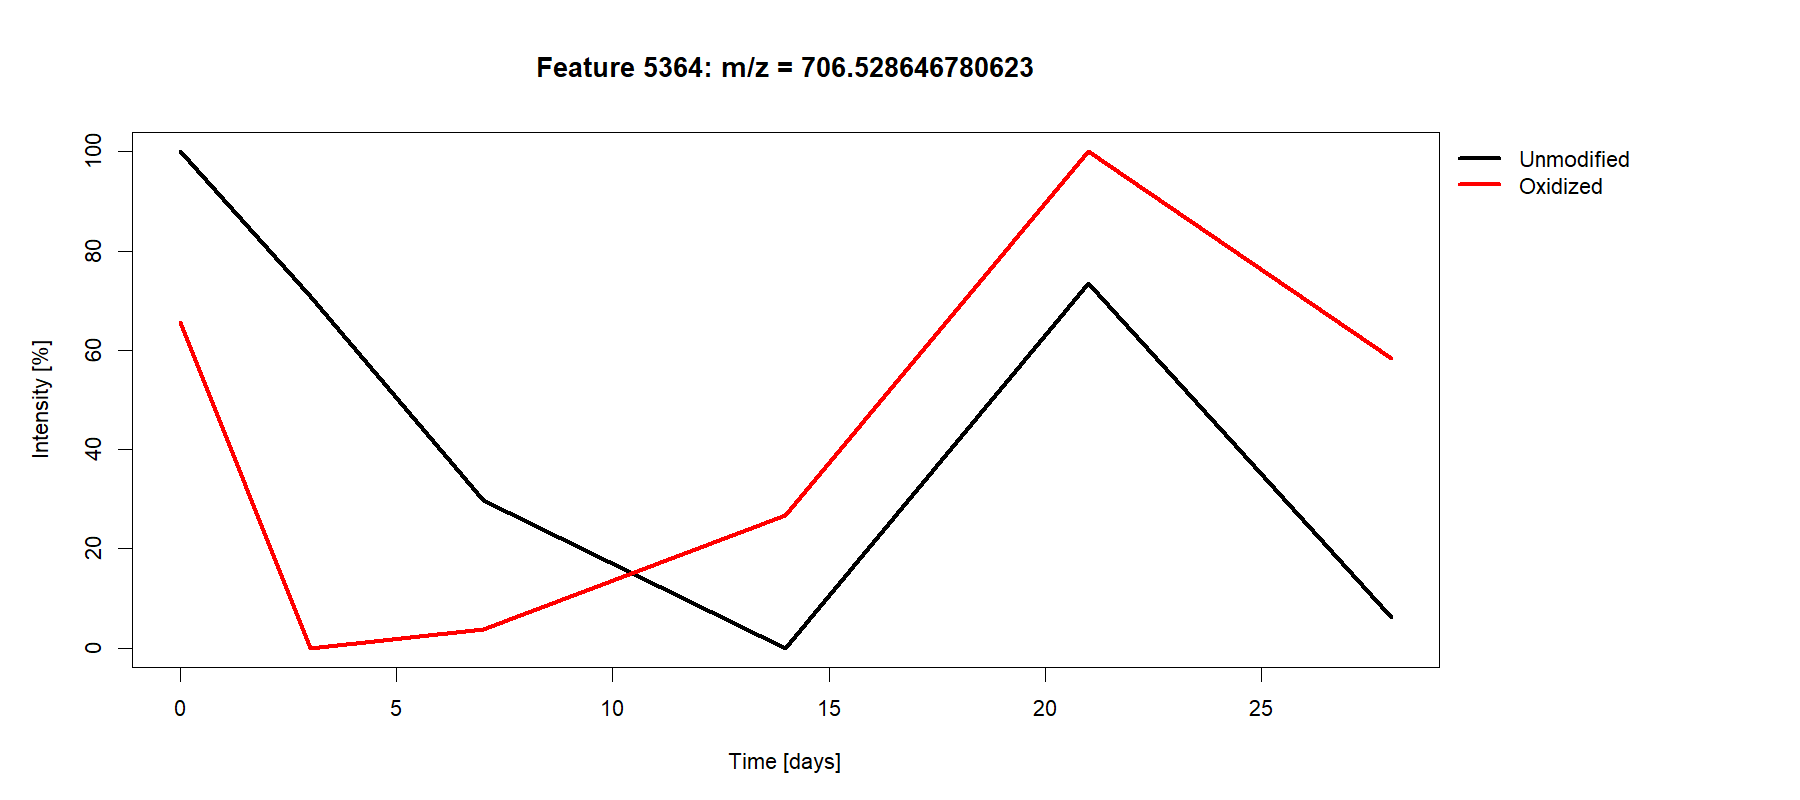 Feature 5364: m/z = 706.528646780623
Unmodified
Oxidized
Intensity [%]
100
80
60
40
20
0
0 5 10 15 20 25
Time [days]